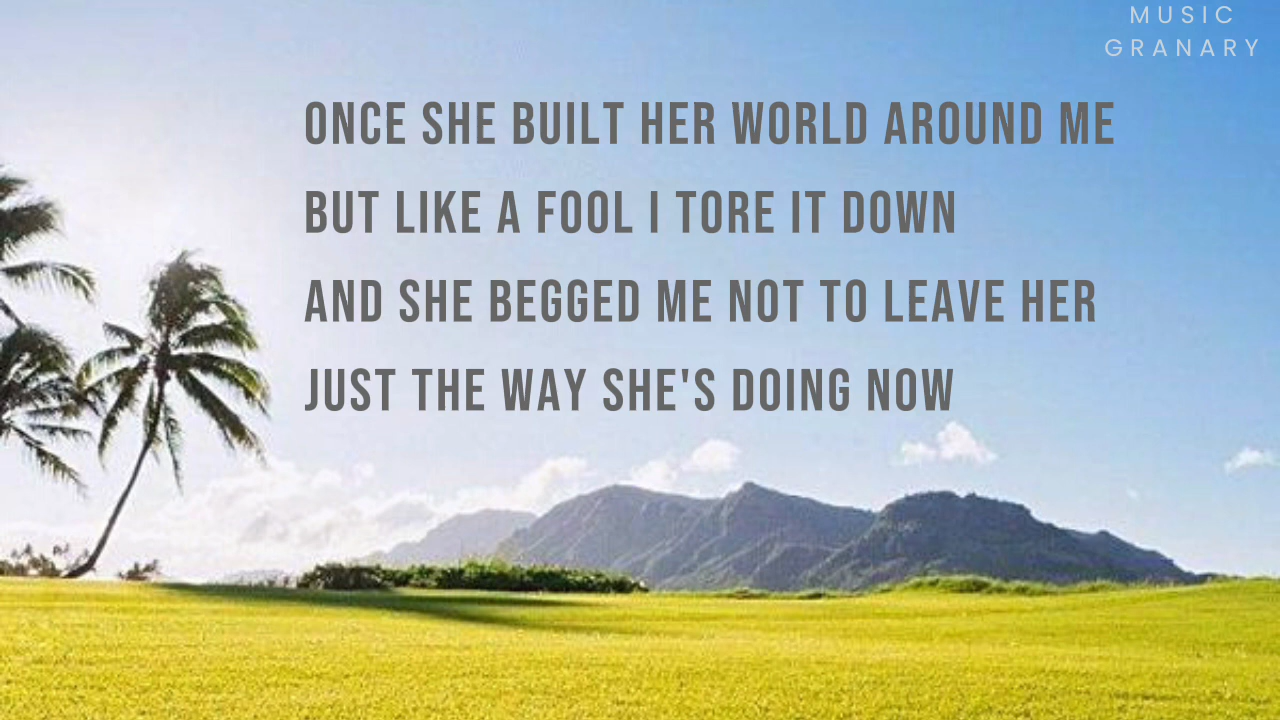 MUSIC
GRANARY
ONCE SHE BUILT HER WORLD AROUND ME
BUT LIKE A FOOL I TORE IT DOWN
AND SHE BEGGED ME NOT TO LEAVE HER
JUST THE WAY SHE'S DOING NOW